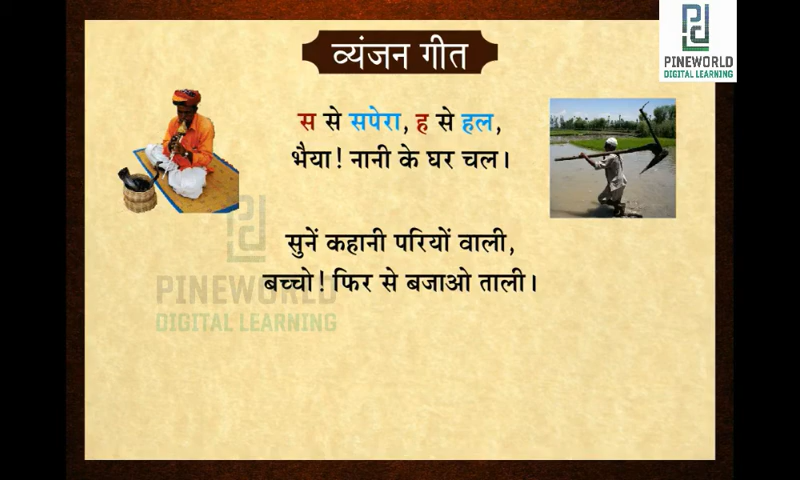 व्यंजन गीत
PINEWORLD
DIGITAL LEARNING
स से सपेरा, ह से हल,
भैया! नानी के घर चल।
सुनें कहानी परियों वाली,
बच्चो! फिर से बजाओ ताली।
PINEWORLD
DIGITAL LEARNING